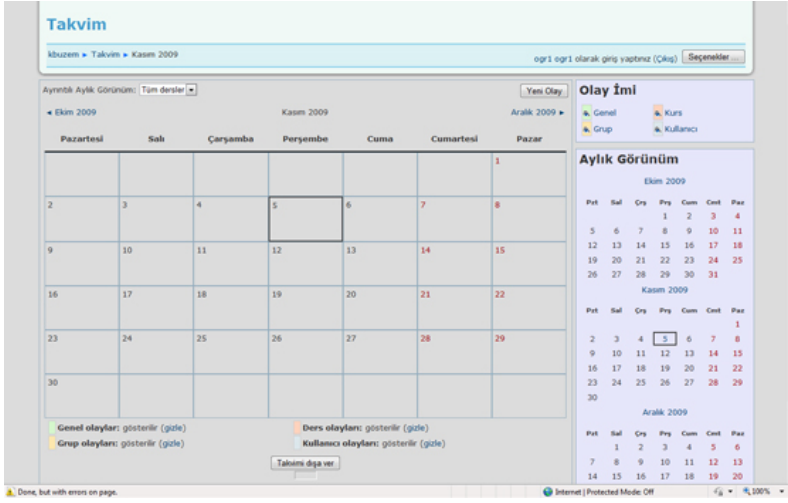 Takvim
kbuzem ► Takvim ► Kasım 2009
ogr1 ogr1 olarak giriş yaptınız (Çıkış) Seçenekler ...
Ayrıntılı Aylık Görünüm: Tüm dersler
Yeni Olay
◄ Ekim 2009 Kasım 2009 Aralık 2009 ►
Pazartesi Salı Çarşamba Perşembe Cuma Cumartesi Pazar
1
2 3 4 5 6 7 8
9 10 11 12 13 14 15
16 17 18 19 20 21 22
23 24 25 26 27 28 29
30
Genel olaylar: gösterilir (gizle) Ders olayları: gösterilir (gizle)
Grup olayları: gösterilir (gizle) Kullanıcı olayları: gösterilir (gizle)
Takvimi dışa ver
Olay İmi
Genel Kurs
Grup Kullanıcı
Aylık Görünüm
Ekim 2009
Pzt Sal Çrş Prş Cum Cmt Paz
1 2 3 4
5 6 7 8 9 10 11
12 13 14 15 16 17 18
19 20 21 22 23 24 25
26 27 28 29 30 31
Kasım 2009
Pzt Sal Çrş Prş Cum Cmt Paz
1
2 3 4 5 6 7 8
9 10 11 12 13 14 15
16 17 18 19 20 21 22
23 24 25 26 27 28 29
30
Aralık 2009
Pzt Sal Çrş Prş Cum Cmt Paz
1 2 3 4 5 6
7 8 9 10 11 12 13
14 15 16 17 18 19 20
Done, but with errors on page. Internet | Protected Mode: Off 100%